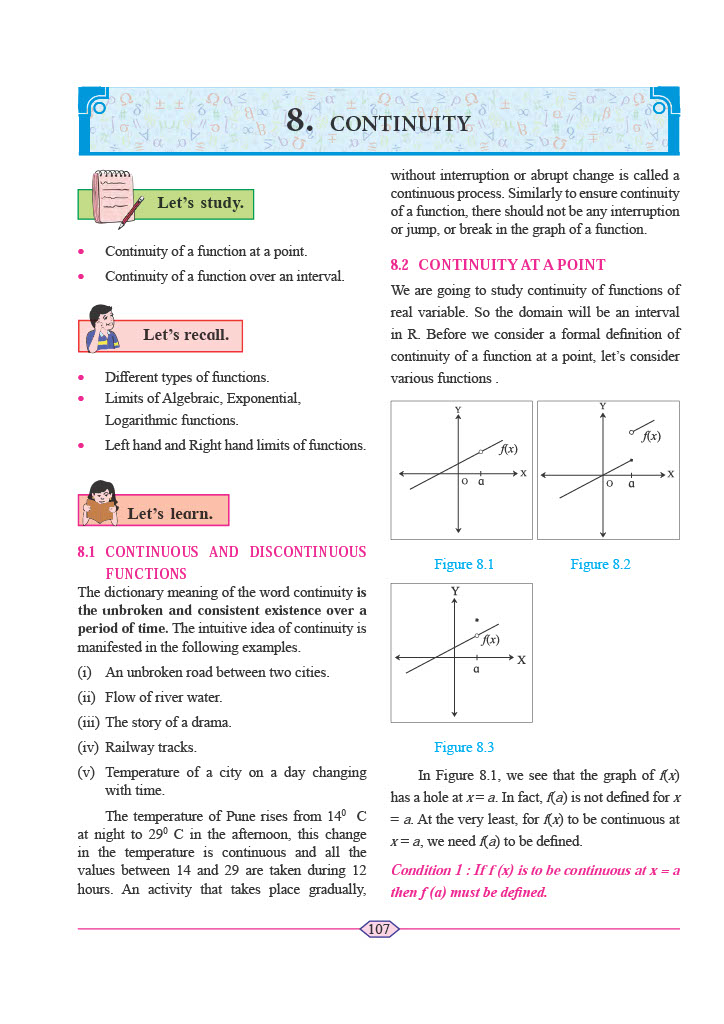 8. CONTINUITY
Let's study.
• Continuity of a function at a point.
• Continuity of a function over an interval.
Let's recall.
• Different types of functions.
• Limits of Algebraic, Exponential,
Logarithmic functions.
• Left hand and Right hand limits of functions.
Let's learn.
8.1 CONTINUOUS AND DISCONTINUOUS
FUNCTIONS
The dictionary meaning of the word continuity is
the unbroken and consistent existence over a
period of time. The intuitive idea of continuity is
manifested in the following examples.
(i) An unbroken road between two cities.
(ii) Flow of river water.
(iii) The story of a drama.
(iv) Railway tracks.
(v) Temperature of a city on a day changing
with time.
The temperature of Pune rises from 14⁰ C
at night to 29⁰ C in the afternoon, this change
in the temperature is continuous and all the
values between 14 and 29 are taken during 12
hours. An activity that takes place gradually,
without interruption or abrupt change is called a
continuous process. Similarly to ensure continuity
of a function, there should not be any interruption
or jump, or break in the graph of a function.
8.2 CONTINUITY AT A POINT
We are going to study continuity of functions of
real variable. So the domain will be an interval
in R. Before we consider a formal definition of
continuity of a function at a point, let's consider
various functions .
Y
f(x)
X
O a
Y
f(x)
X
O a
Figure 8.1 Figure 8.2
Y
f(x)
X
a
Figure 8.3
In Figure 8.1, we see that the graph of f(x)
has a hole at x = a. In fact, f(a) is not defined for x
= a. At the very least, for f(x) to be continuous at
x = a, we need f(a) to be defined.
Condition 1 : If f (x) is to be continuous at x = a
then f (a) must be defined.
107